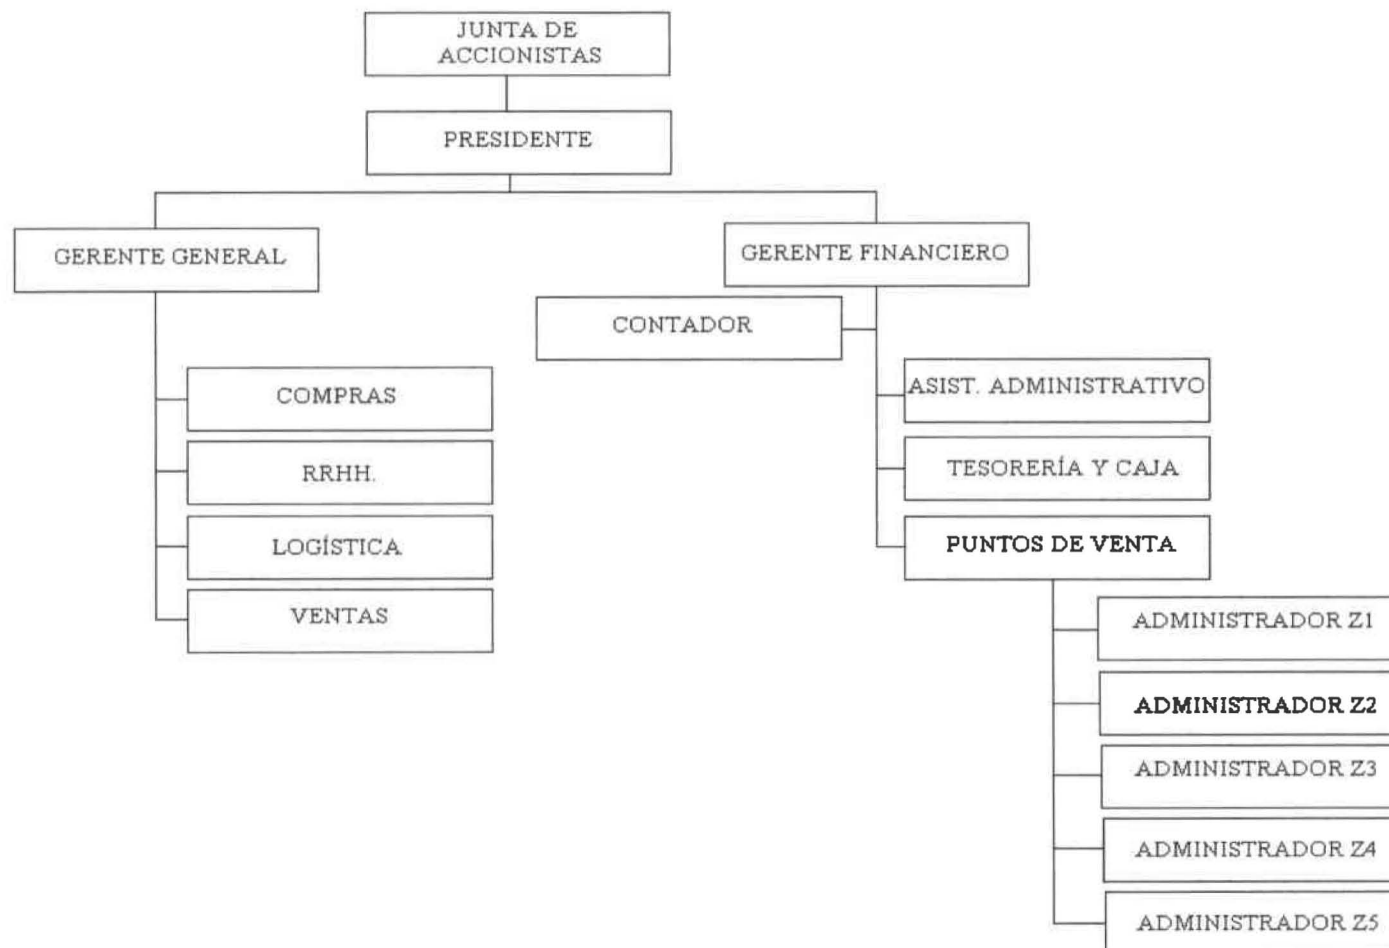 JUNTA DE
ACCIONISTAS
PRESIDENTE
GERENTE GENERAL
GERENTE FINANCIERO
CONTADOR
COMPRAS
RRHH.
LOGÍSTICA
VENTAS
ASIST. ADMINISTRATIVO
TESORERÍA Y CAJA
PUNTOS DE VENTA
ADMINISTRADOR Z1
ADMINISTRADOR Z2
ADMINISTRADOR Z3
ADMINISTRADOR Z4
ADMINISTRADOR Z5